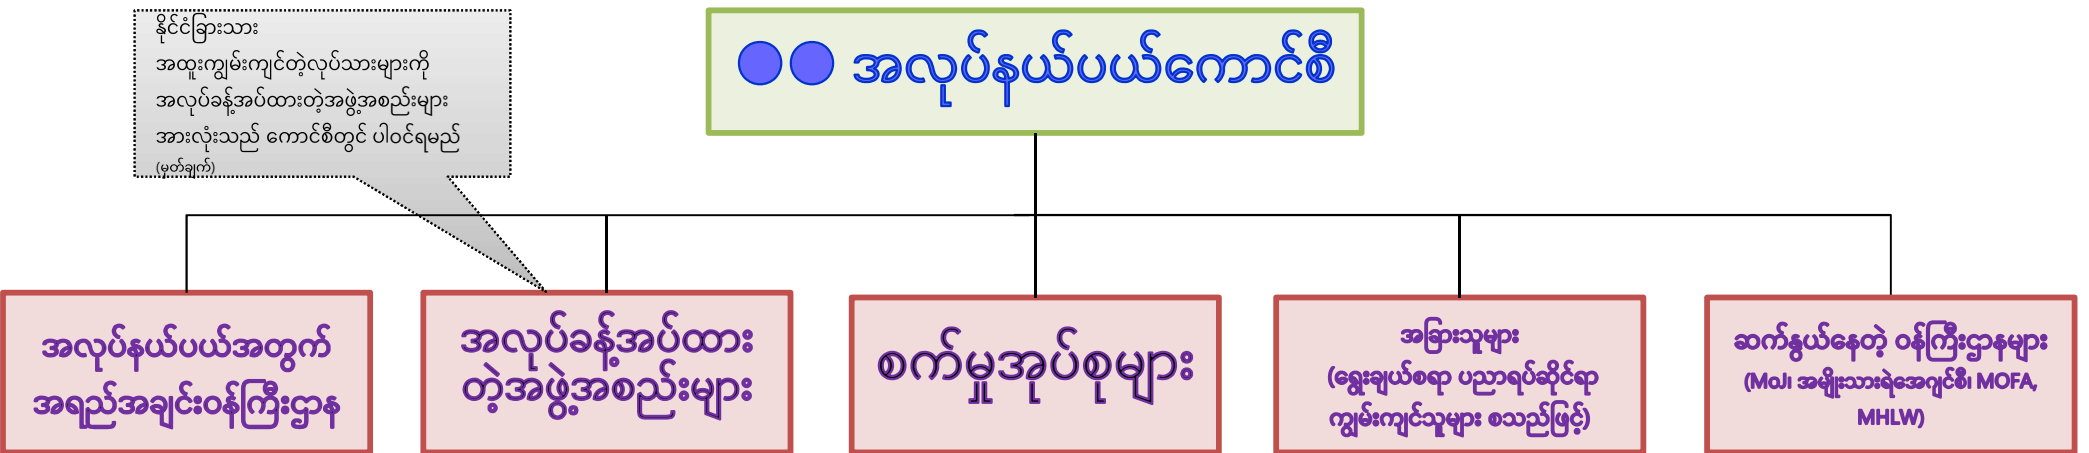 နိုင်ငံခြားသား
အထူးကျွမ်းကျင်တဲ့လုပ်သားများကို
အလုပ်ခန့်အပ်ထားတဲ့အဖွဲ့အစည်းများ
အားလုံးသည် ကောင်စီတွင် ပါဝင်ရမည်
(မှတ်ချက်)
●● အလုပ်နယ်ပယ်ကောင်စီ
အလုပ်နယ်ပယ်အတွက်
အရည်အချင်းဝန်ကြီးဌာန
အလုပ်ခန့်အပ်ထား
တဲ့အဖွဲ့အစည်းများ
စက်မှုအုပ်စုများ
အခြားသူများ
(ရွေးချယ်စရာ ပညာရပ်ဆိုင်ရာ
ကျွမ်းကျင်သူများ စသည်ဖြင့်)
ဆက်နွယ်နေတဲ့ ဝန်ကြီးဌာနများ
(MoJ၊ အမျိုးသားရဲအေဂျင်စီ၊ MOFA,
MHLW)